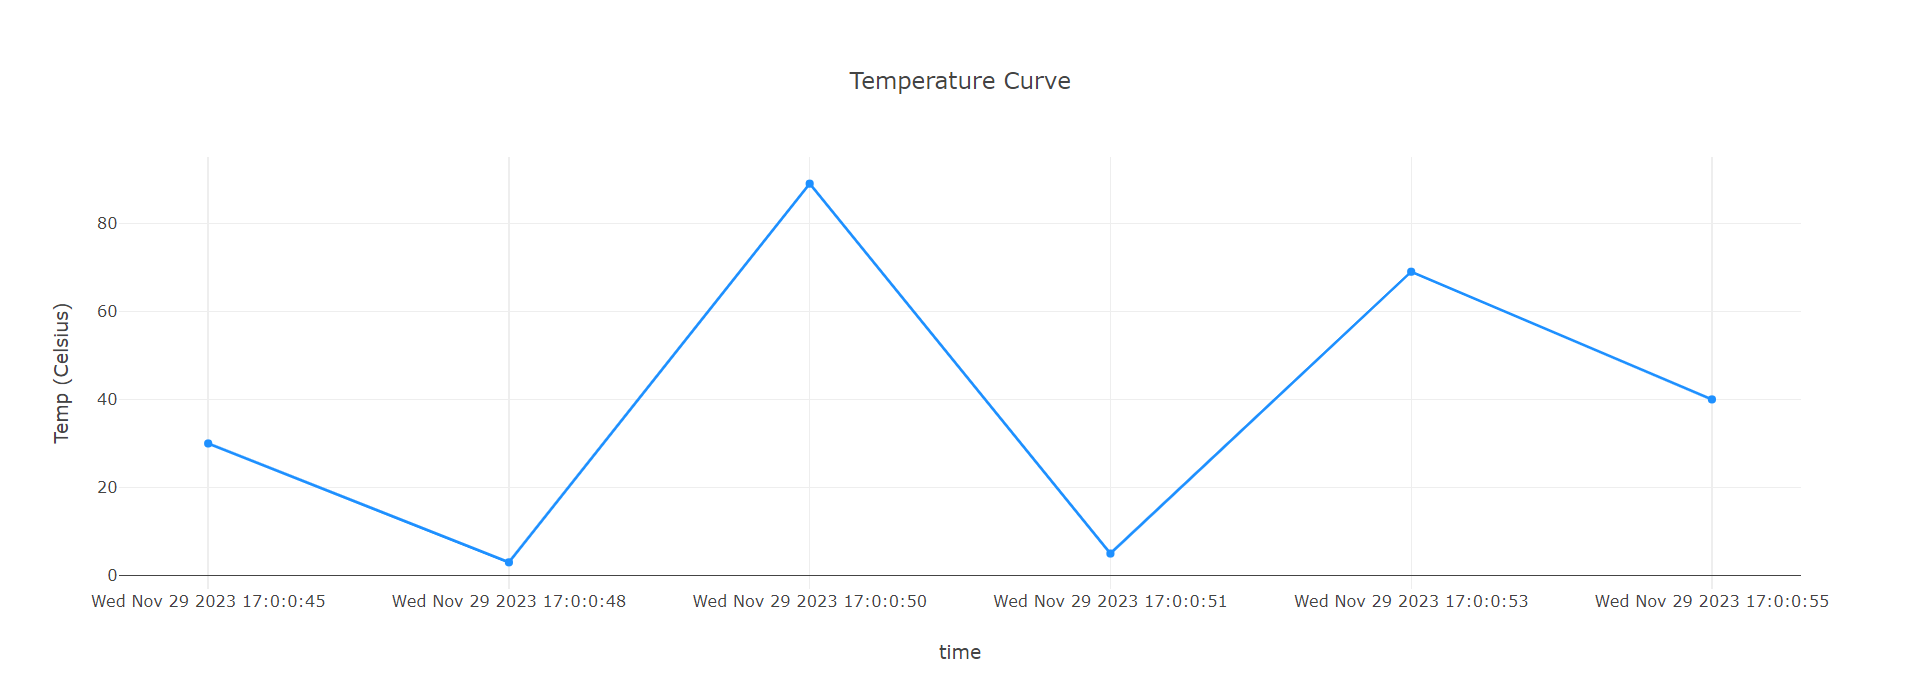 Temperature Curve
Temp (Celsius)
80
60
40
20
0
Wed Nov 29 2023 17:0:0:45
Wed Nov 29 2023 17:0:0:48
Wed Nov 29 2023 17:0:0:50
Wed Nov 29 2023 17:0:0:51
Wed Nov 29 2023 17:0:0:53
Wed Nov 29 2023 17:0:0:55
time